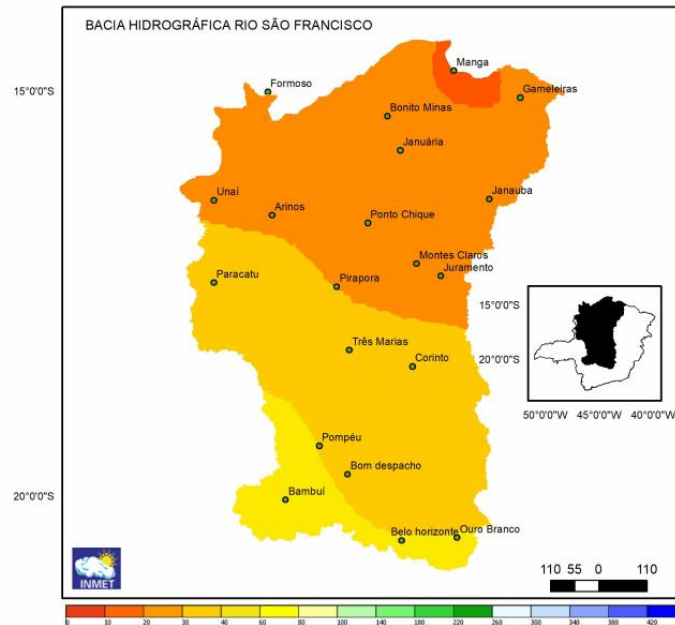 BACIA HIDROGRÁFICA RIO SÃO FRANCISCO
Manga
Formoso
15°0'0"S
Gameleiras
Bonito Minas
Januária
Unaí
Janauba
Arinos
Ponto Chique
Montes Claros
Juramento
Paracatu
Pirapora
15°0'0"S
Três Marias
Corinto
20°0'0"S
50°0'0"W 45°0'0"W 40°0'0"W
Pompéu
Bom despacho
Bambuí
20°0'0"S
Belo horizonte
Ouro Branco
INMET
110 55 0 110
0 10 20 30 40 60 80 100 140 180 220 260 300 340 380 420